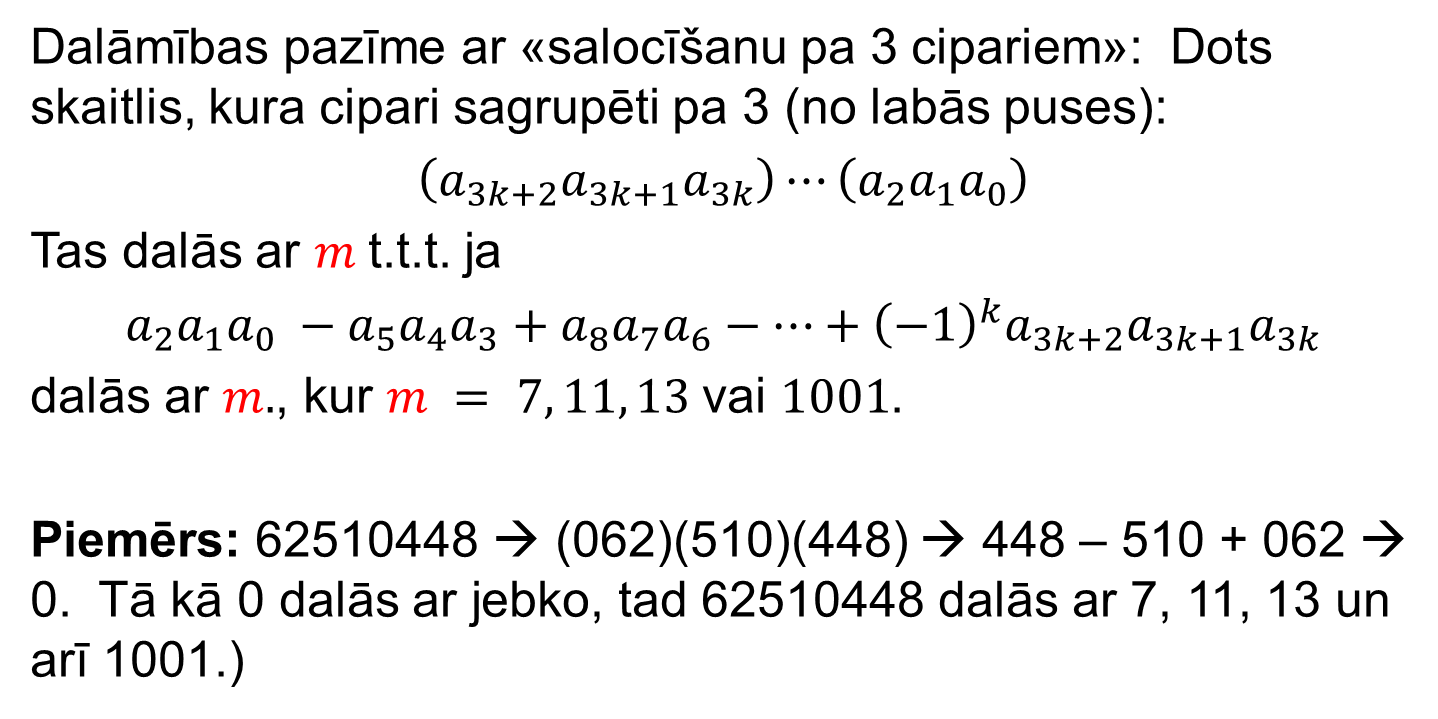 Dalāmības pazīme ar «salocīšanu pa 3 cipariem»: Dots
skaitlis, kura cipari sagrupēti pa 3 (no labās puses):
(a₃ₖ₊₂a₃ₖ₊₁a₃ₖ) ⋯ (a₂a₁a₀)
Tas dalās ar m t.t.t. ja
a₂a₁a₀ − a₅a₄a₃ + a₈a₇a₆ − ⋯ + (−1)ᵏa₃ₖ₊₂a₃ₖ₊₁a₃ₖ
dalās ar m., kur m = 7, 11, 13 vai 1001.
Piemērs: 62510448 → (062)(510)(448) → 448 – 510 + 062 →
0. Tā kā 0 dalās ar jebko, tad 62510448 dalās ar 7, 11, 13 un
arī 1001.)